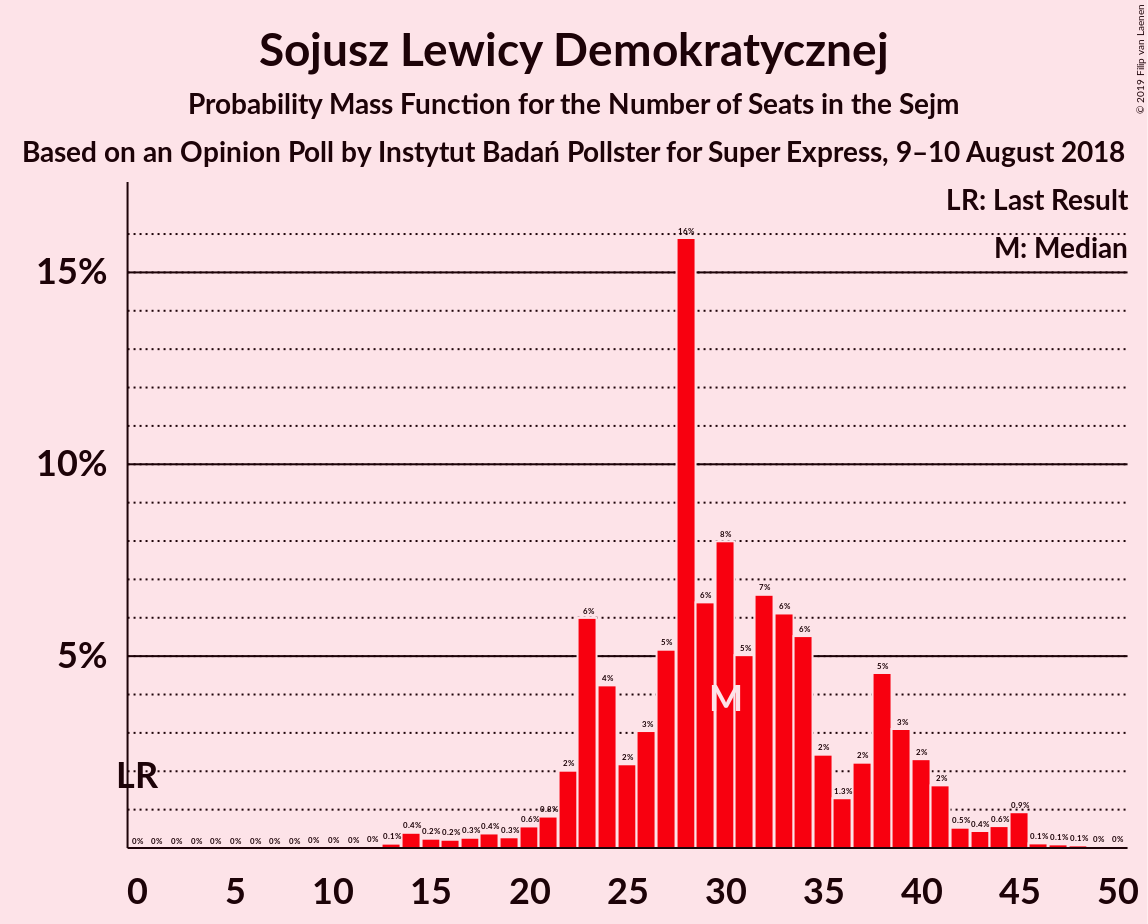 Sojusz Lewicy Demokratycznej
Probability Mass Function for the Number of Seats in the Sejm
Based on an Opinion Poll by Instytut Badań Pollster for Super Express, 9–10 August 2018
© 2019 Filip van Laenen
LR: Last Result
M: Median
15%
10%
5%
LR
M
0% 0% 0% 0% 0% 0% 0% 0% 0% 0% 0% 0% 0% 0.1% 0.4% 0.2% 0.2% 0.3% 0.4% 0.3% 0.6% 0.8% 2% 6% 4% 2% 3% 5% 16% 6% 8% 5% 7% 6% 6% 2% 1.3% 2% 5% 3% 2% 2% 0.5% 0.4% 0.6% 0.9% 0.1% 0.1% 0.1% 0% 0%
0 5 10 15 20 25 30 35 40 45 50